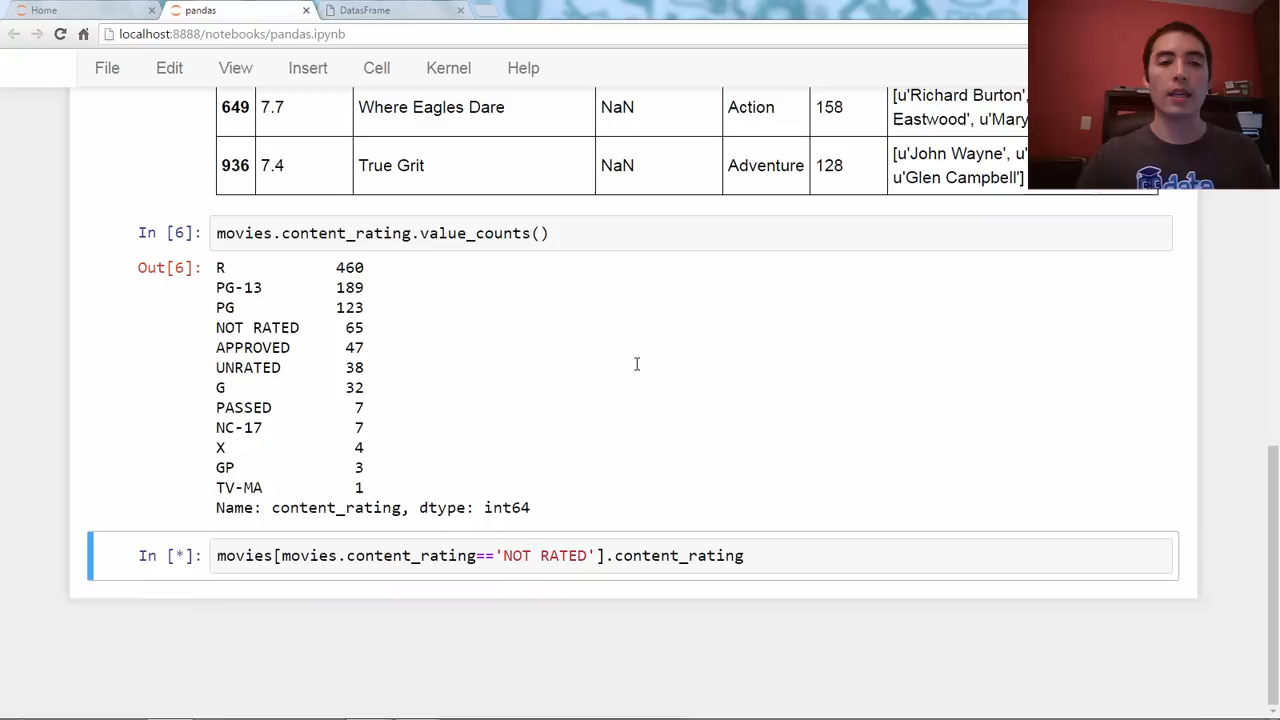 Home
pandas
DatasFrame
localhost:8888/notebooks/pandas.ipynb
File Edit View Insert Cell Kernel Help
649 7.7 Where Eagles Dare NaN Action 158 [u'Richard Burton', Eastwood', u'Mary
936 7.4 True Grit NaN Adventure 128 [u'John Wayne', u' u'Glen Campbell']
data
In [6]: movies.content_rating.value_counts()
Out[6]: R 460
PG-13 189
PG 123
NOT RATED 65
APPROVED 47
UNRATED 38
G 32
PASSED 7
NC-17 7
X 4
GP 3
TV-MA 1
Name: content_rating, dtype: int64
In [*]: movies[movies.content_rating=='NOT RATED'].content_rating